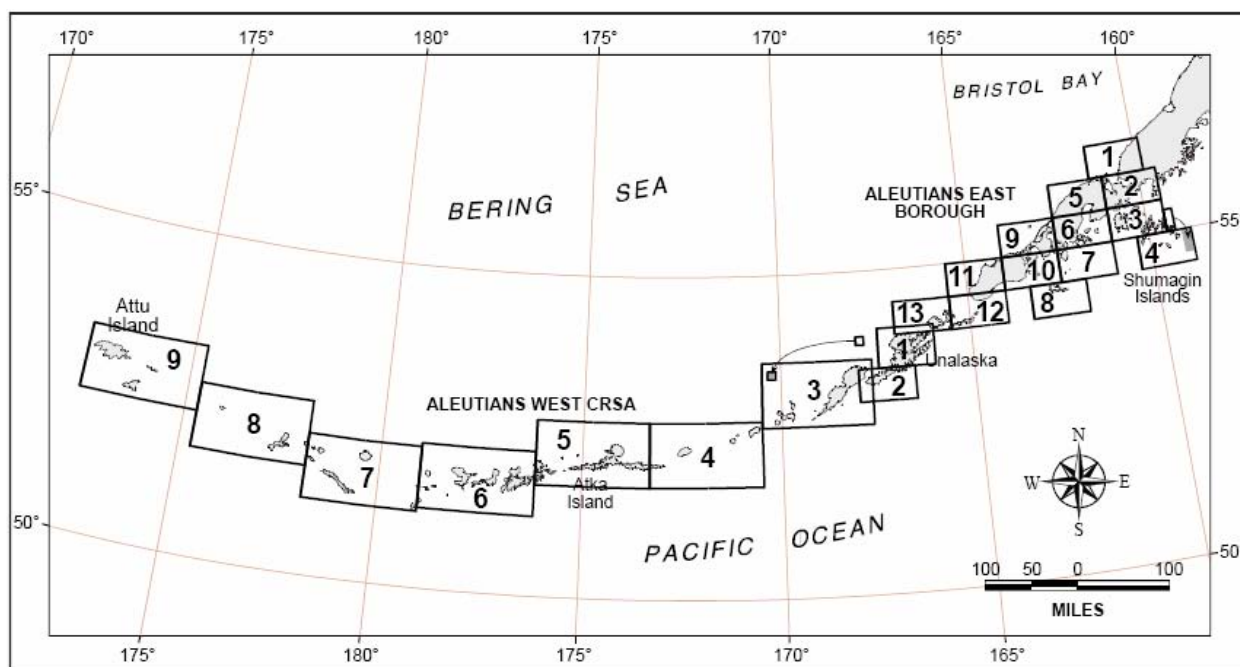 170°
175°
180°
175°
170°
165°
160°
BRISTOL BAY
55°
BERING SEA
ALEUTIANS EAST
BOROUGH
1
5
2
9
6
3
55°
11
10
7
4
Shumagin
Islands
8
13
12
Attu
Island
9
1
Unalaska
3
2
8
ALEUTIANS WEST CRSA
5
4
7
6
Atka
Island
N
W
E
S
50°
PACIFIC OCEAN
50°
100 50 0 100
MILES
175°
180°
175°
170°
165°